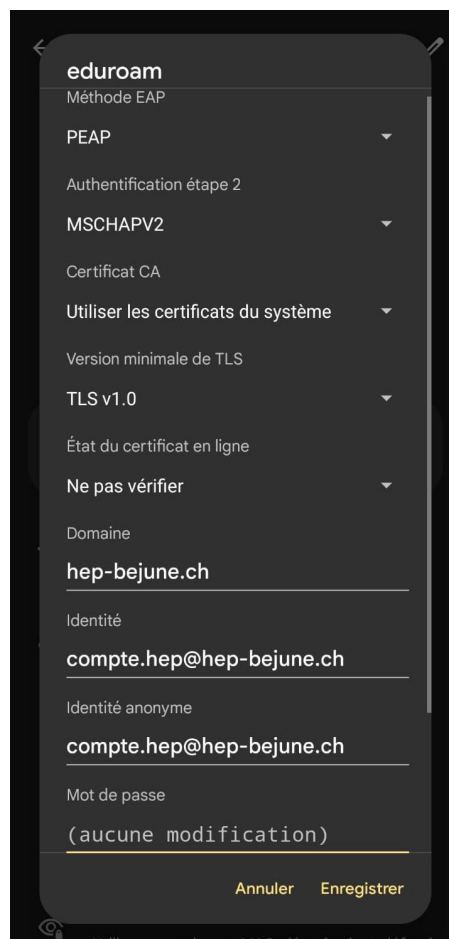 eduroam
Méthode EAP
PEAP
Authentification étape 2
MSCHAPV2
Certificat CA
Utiliser les certificats du système
Version minimale de TLS
TLS v1.0
État du certificat en ligne
Ne pas vérifier
Domaine
hep-bejune.ch
Identité
compte.hep@hep-bejune.ch
Identité anonyme
compte.hep@hep-bejune.ch
Mot de passe
(aucune modification)
Annuler Enregistrer